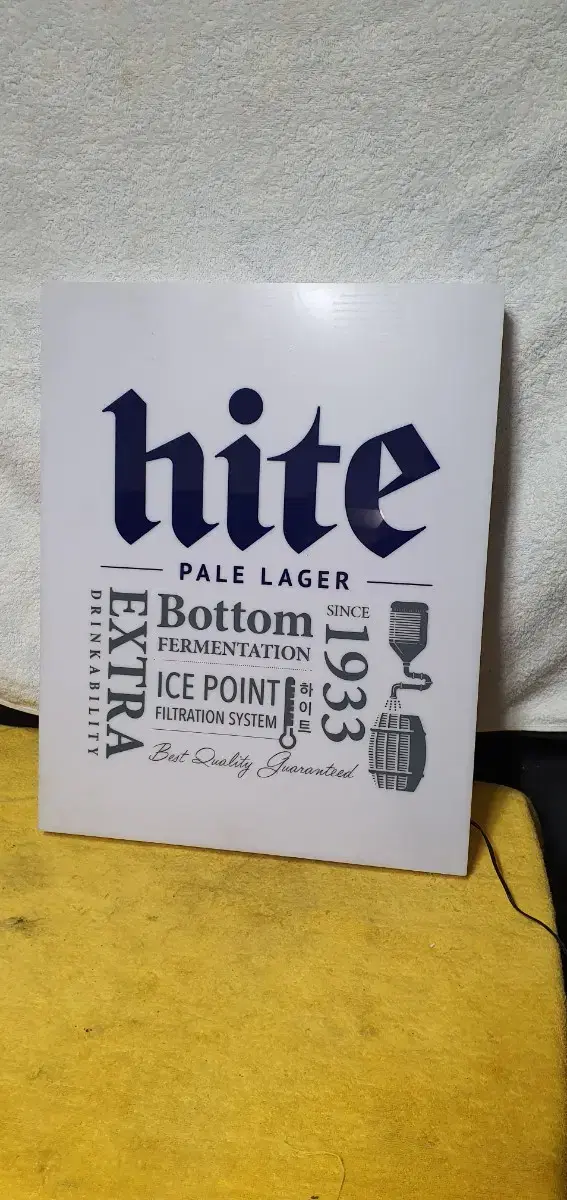 hite
PALE LAGER
EXTRA
DRINKABILITY
Bottom
FERMENTATION
ICE POINT
FILTRATION SYSTEM
하이트
SINCE
1933
Best Quality Guaranteed